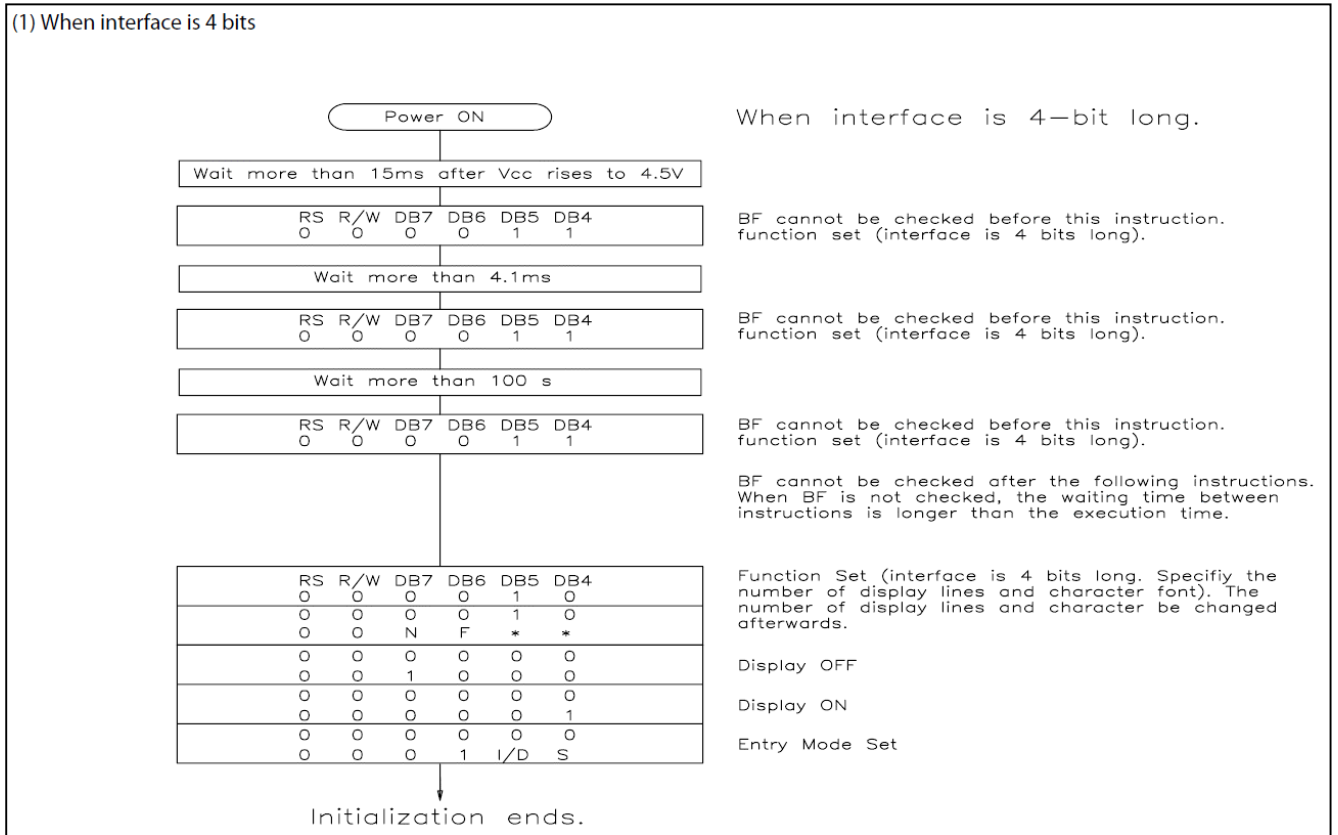 (1) When interface is 4 bits
Power ON
When interface is 4-bit long.
Wait more than 15ms after Vcc rises to 4.5V
RS R/W DB7 DB6 DB5 DB4
0 0 0 0 1 1
BF cannot be checked before this instruction.
function set (interface is 4 bits long).
Wait more than 4.1ms
RS R/W DB7 DB6 DB5 DB4
0 0 0 0 1 1
BF cannot be checked before this instruction.
function set (interface is 4 bits long).
Wait more than 100 s
RS R/W DB7 DB6 DB5 DB4
0 0 0 0 1 1
BF cannot be checked before this instruction.
function set (interface is 4 bits long).
BF cannot be checked after the following instructions.
When BF is not checked, the waiting time between
instructions is longer than the execution time.
RS R/W DB7 DB6 DB5 DB4
0 0 0 0 1 0
0 0 0 0 1 0
0 0 N F * *
Function Set (interface is 4 bits long. Specifiy the
number of display lines and character font). The
number of display lines and character be changed
afterwards.
0 0 0 0 0 0
0 0 1 0 0 0
Display OFF
0 0 0 0 0 0
0 0 0 0 0 1
Display ON
0 0 0 0 0 0
0 0 0 1 I/D S
Entry Mode Set
Initialization ends.